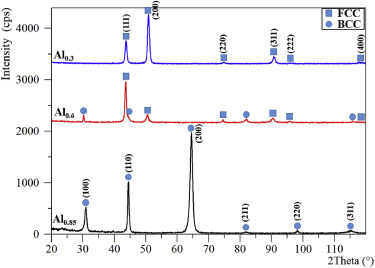 Intensity (cps)
4000
3000
2000
1000
0
FCC
BCC
(111)
(200)
(220)
(311)
(222)
(400)
Al0.3
Al0.6
(200)
(100)
(110)
(211)
(220)
(311)
Al0.85
20 30 40 50 60 70 80 90 100 110
2Theta (°)